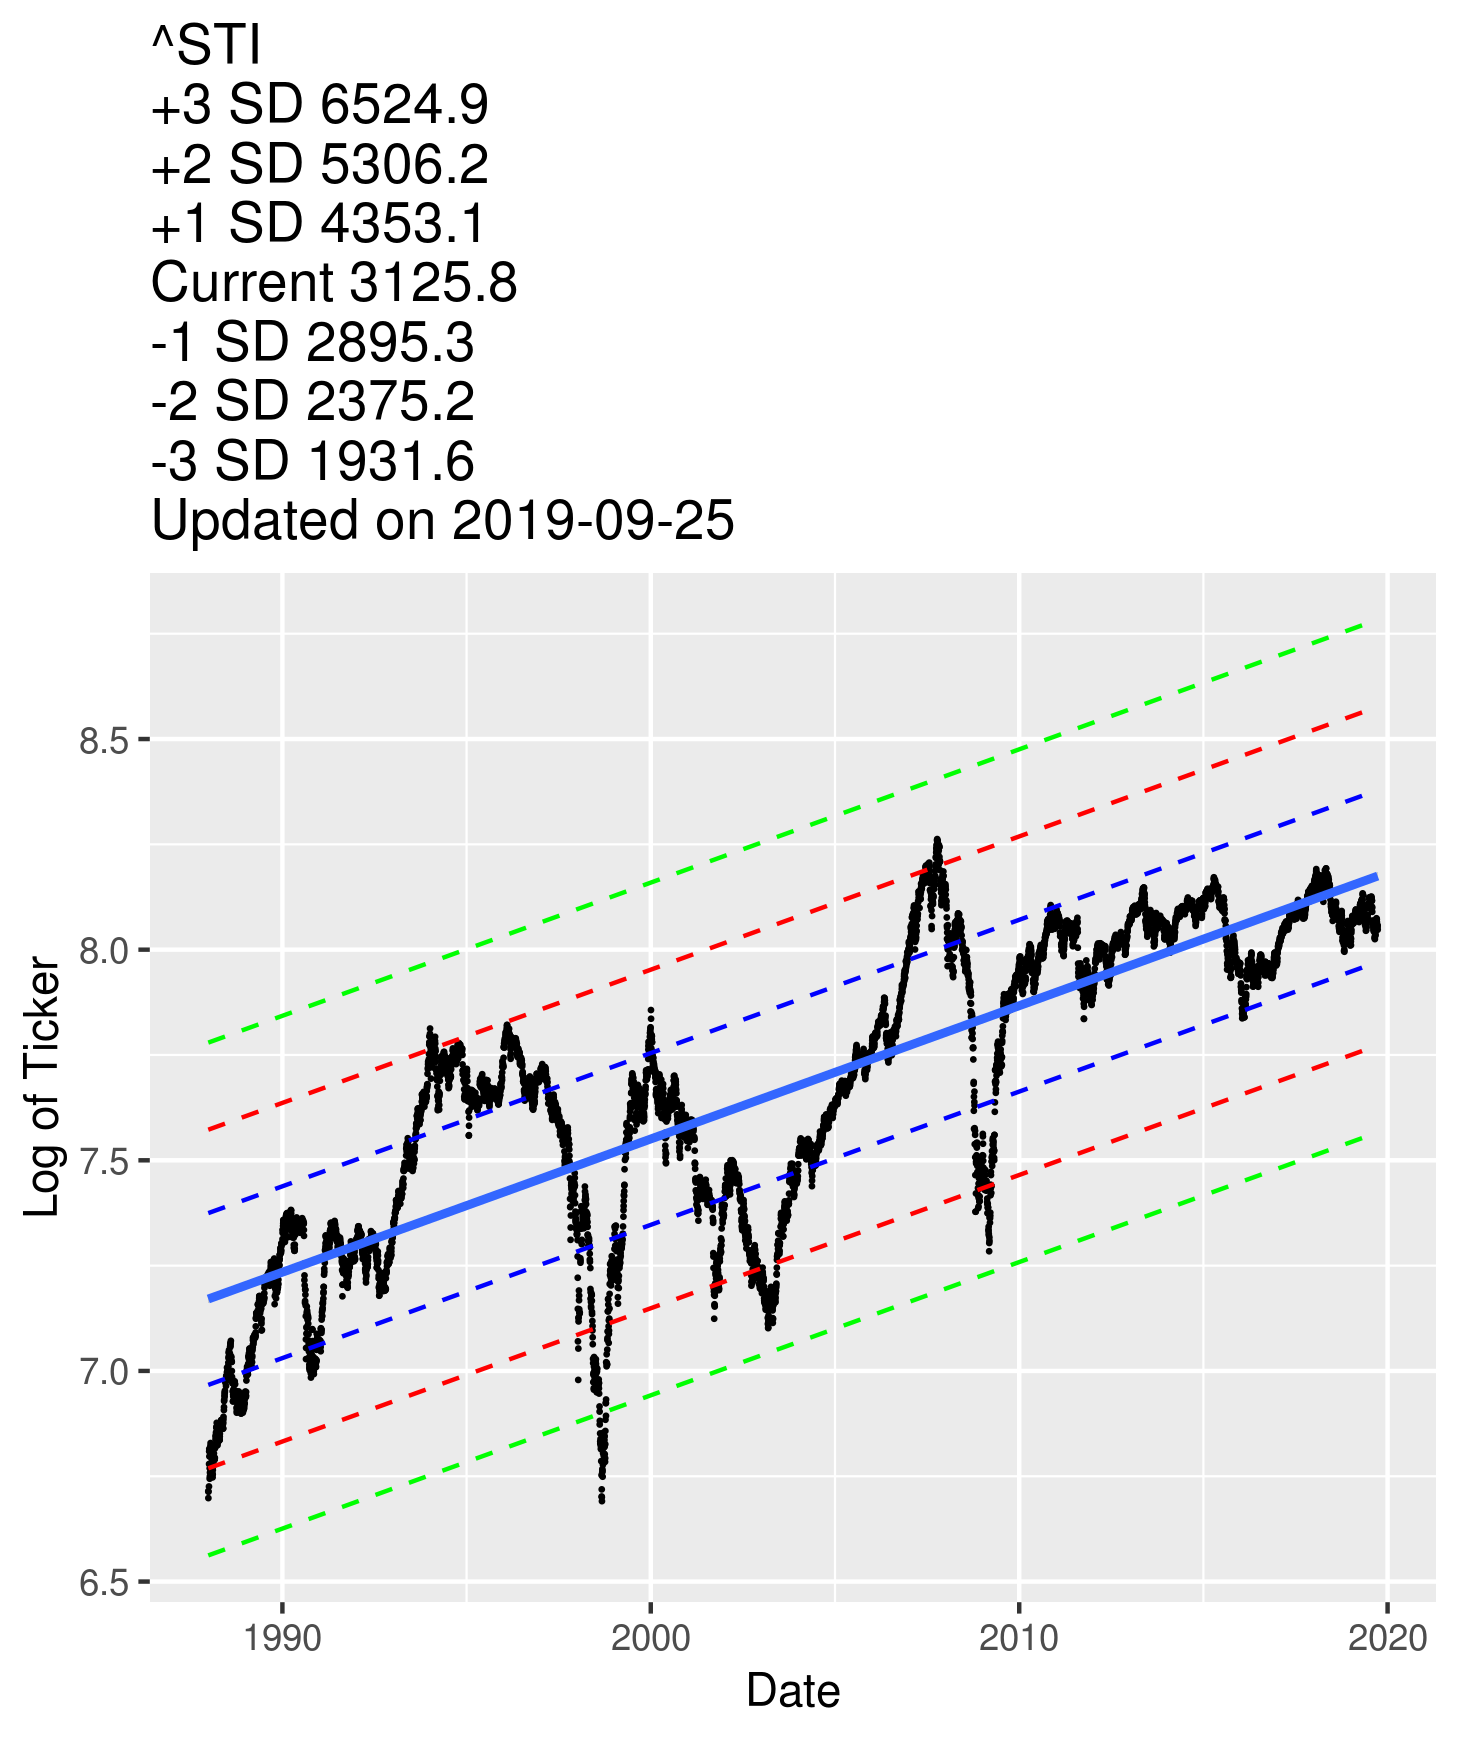 ^STI
+3 SD 6524.9
+2 SD 5306.2
+1 SD 4353.1
Current 3125.8
-1 SD 2895.3
-2 SD 2375.2
-3 SD 1931.6
Updated on 2019-09-25
Log of Ticker
8.5
8.0
7.5
7.0
6.5
1990 2000 2010 2020
Date